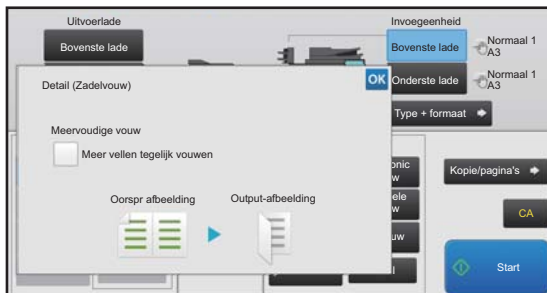 Uitvoerlade
Invoegeenheid
Bovenste lade
Bovenste lade
Normaal 1
A3
Detail (Zadelvouw)
OK
Onderste lade
Normaal 1
A3
Type + formaat
Meervoudige vouw
Meer vellen tegelijk vouwen
Kopie/pagina's
Oorspr afbeelding
Output-afbeelding
CA
Start